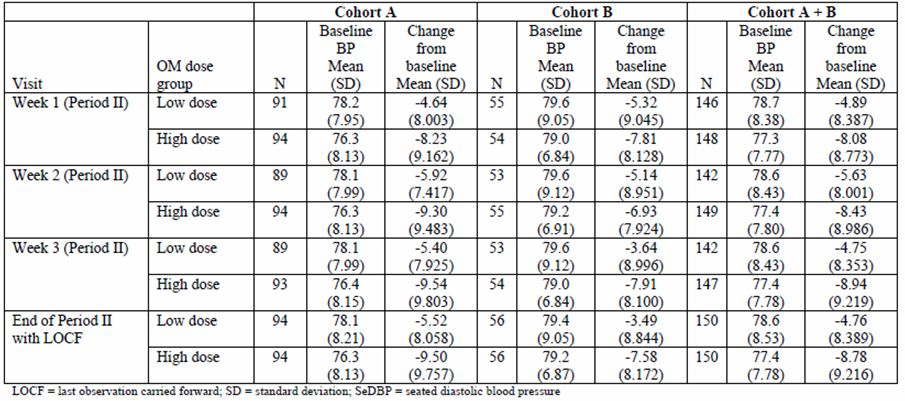 Cohort A Cohort B Cohort A + B
Visit OM dose group N Baseline BP Mean (SD) Change from baseline Mean (SD) N Baseline BP Mean (SD) Change from baseline Mean (SD) N Baseline BP Mean (SD) Change from baseline Mean (SD)
Week 1 (Period II) Low dose 91 78.2 -4.64 55 79.6 -5.32 146 78.7 -4.89
(7.95) (8.003) (9.05) (9.045) (8.38) (8.387)
High dose 94 76.3 -8.23 54 79.0 -7.81 148 77.3 -8.08
(8.13) (9.162) (6.84) (8.128) (7.77) (8.773)
Week 2 (Period II) Low dose 89 78.1 -5.92 53 79.6 -5.14 142 78.6 -5.63
(7.99) (7.417) (9.12) (8.951) (8.43) (8.001)
High dose 94 76.3 -9.30 55 79.2 -6.93 149 77.4 -8.43
(8.13) (9.483) (6.91) (7.924) (7.80) (8.986)
Week 3 (Period II) Low dose 89 78.1 -5.40 53 79.6 -3.64 142 78.6 -4.75
(7.99) (7.925) (9.12) (8.996) (8.43) (8.353)
High dose 93 76.4 -9.54 54 79.0 -7.91 147 77.4 -8.94
(8.15) (9.803) (6.84) (8.100) (7.78) (9.219)
End of Period II Low dose 94 78.1 -5.52 56 79.4 -3.49 150 78.6 -4.76
with LOCF (8.21) (8.058) (9.05) (8.844) (8.53) (8.389)
High dose 94 76.3 -9.50 56 79.2 -7.58 150 77.4 -8.78
(8.13) (9.757) (6.87) (8.172) (7.78) (9.216)
LOCF = last observation carried forward; SD = standard deviation; SeDBP = seated diastolic blood pressure